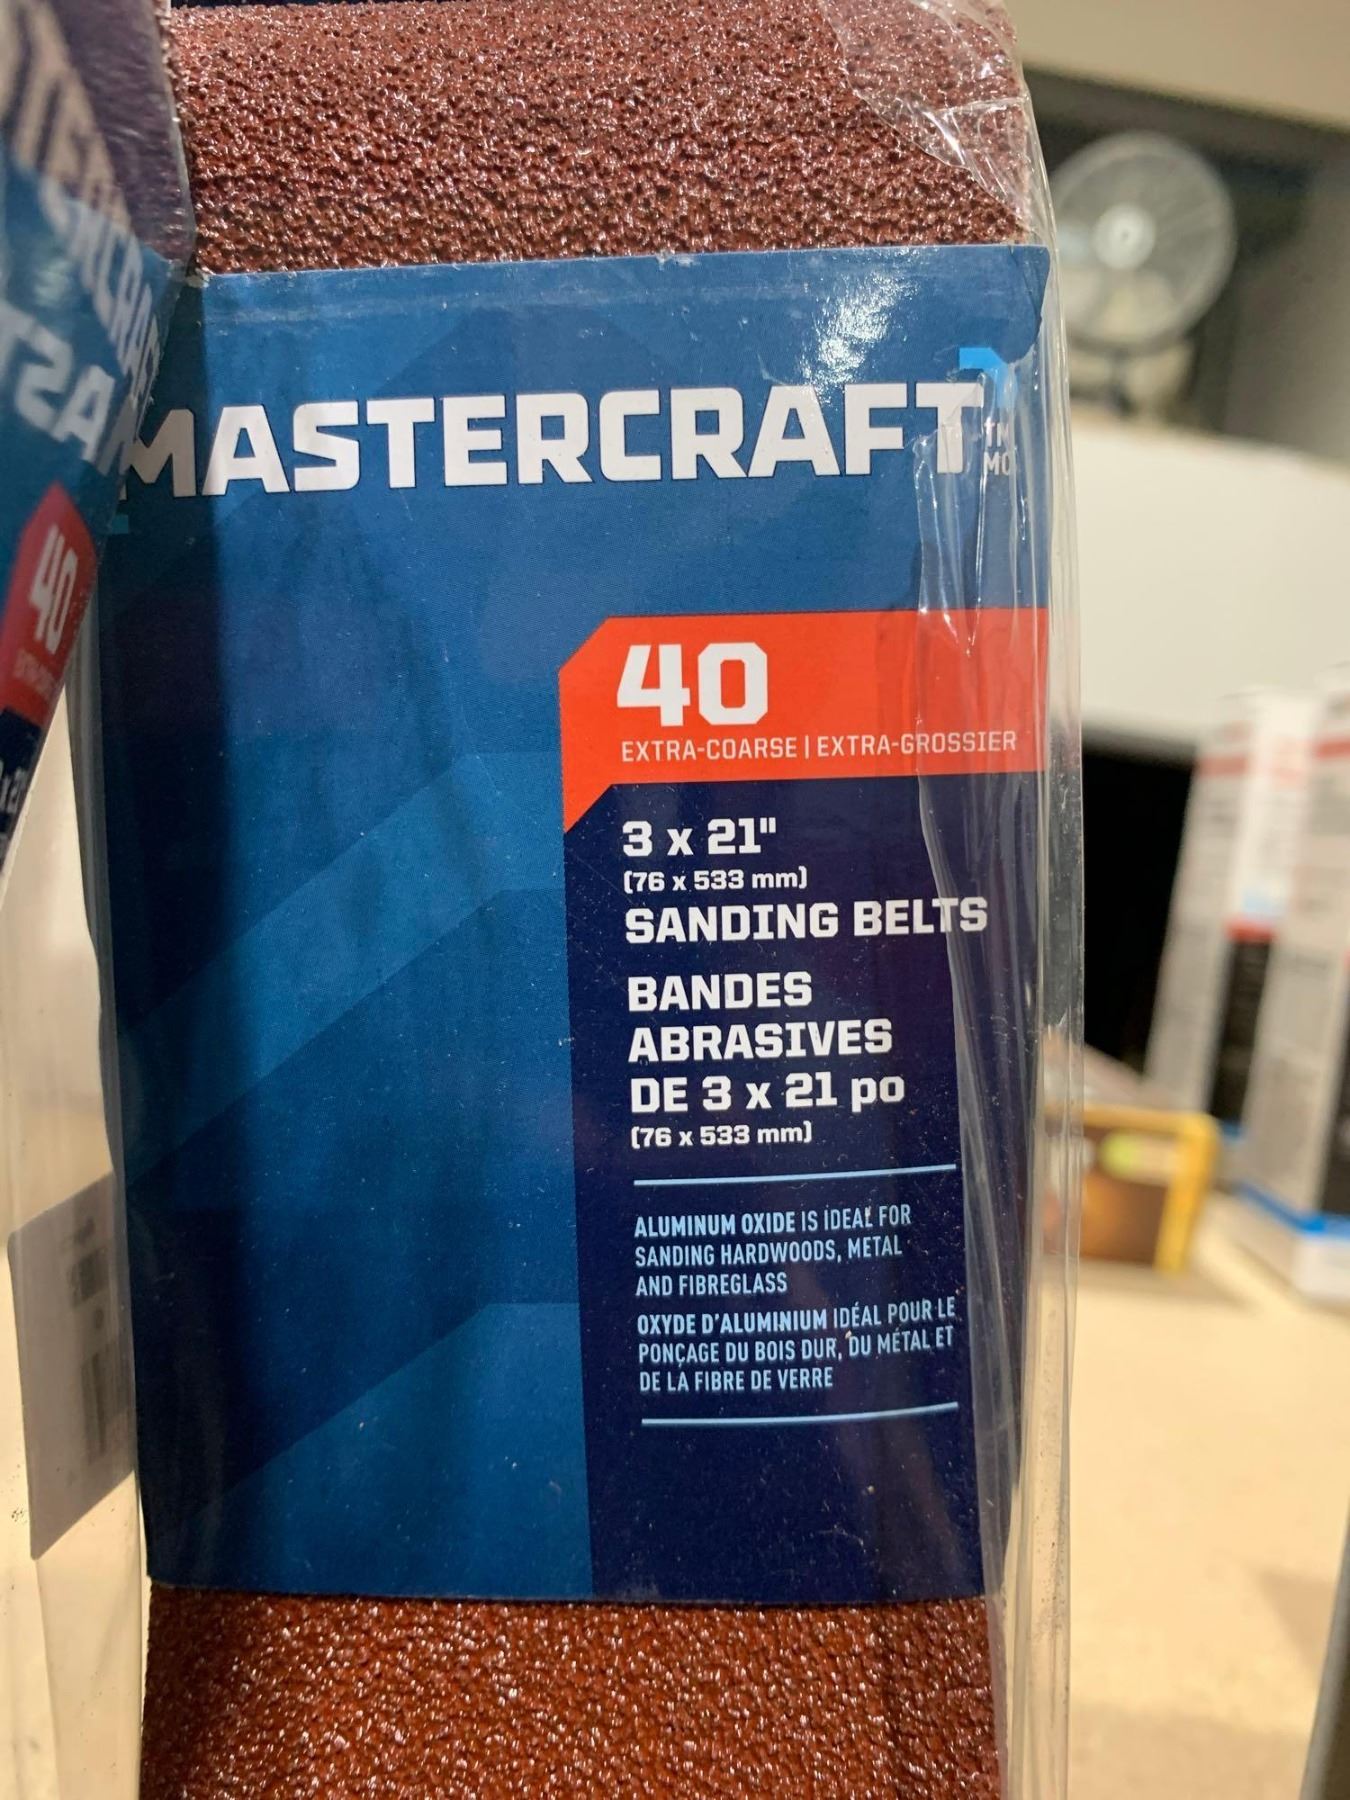 MASTERCRAFT
TM
MC
40
EXTRA-COARSE | EXTRA-GROSSIER
3 x 21"
(76 x 533 mm)
SANDING BELTS
BANDES
ABRASIVES
DE 3 x 21 po
(76 x 533 mm)
ALUMINUM OXIDE IS IDEAL FOR
SANDING HARDWOODS, METAL
AND FIBREGLASS
OXYDE D'ALUMINIUM IDÉAL POUR LE
PONÇAGE DU BOIS DUR, DU MÉTAL ET
DE LA FIBRE DE VERRE
40